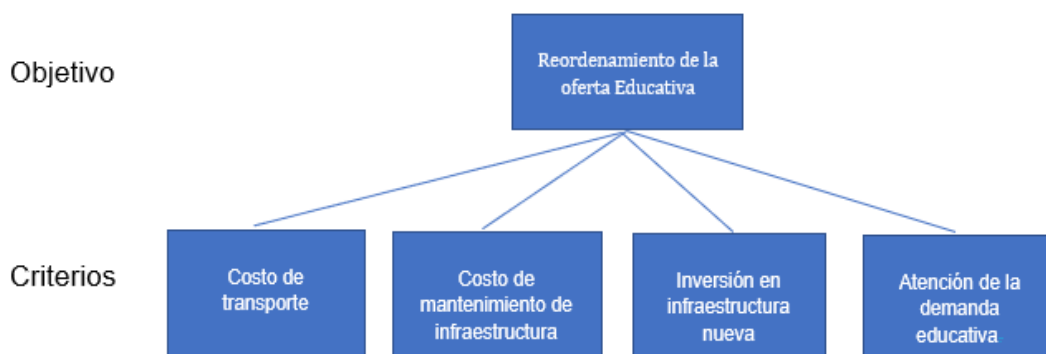 Objetivo
Reordenamiento de la
oferta Educativa
Criterios
Costo de
transporte
Costo de
mantenimiento de
infraestructura
Inversión en
infraestructura
nueva
Atención de la
demanda
educativa